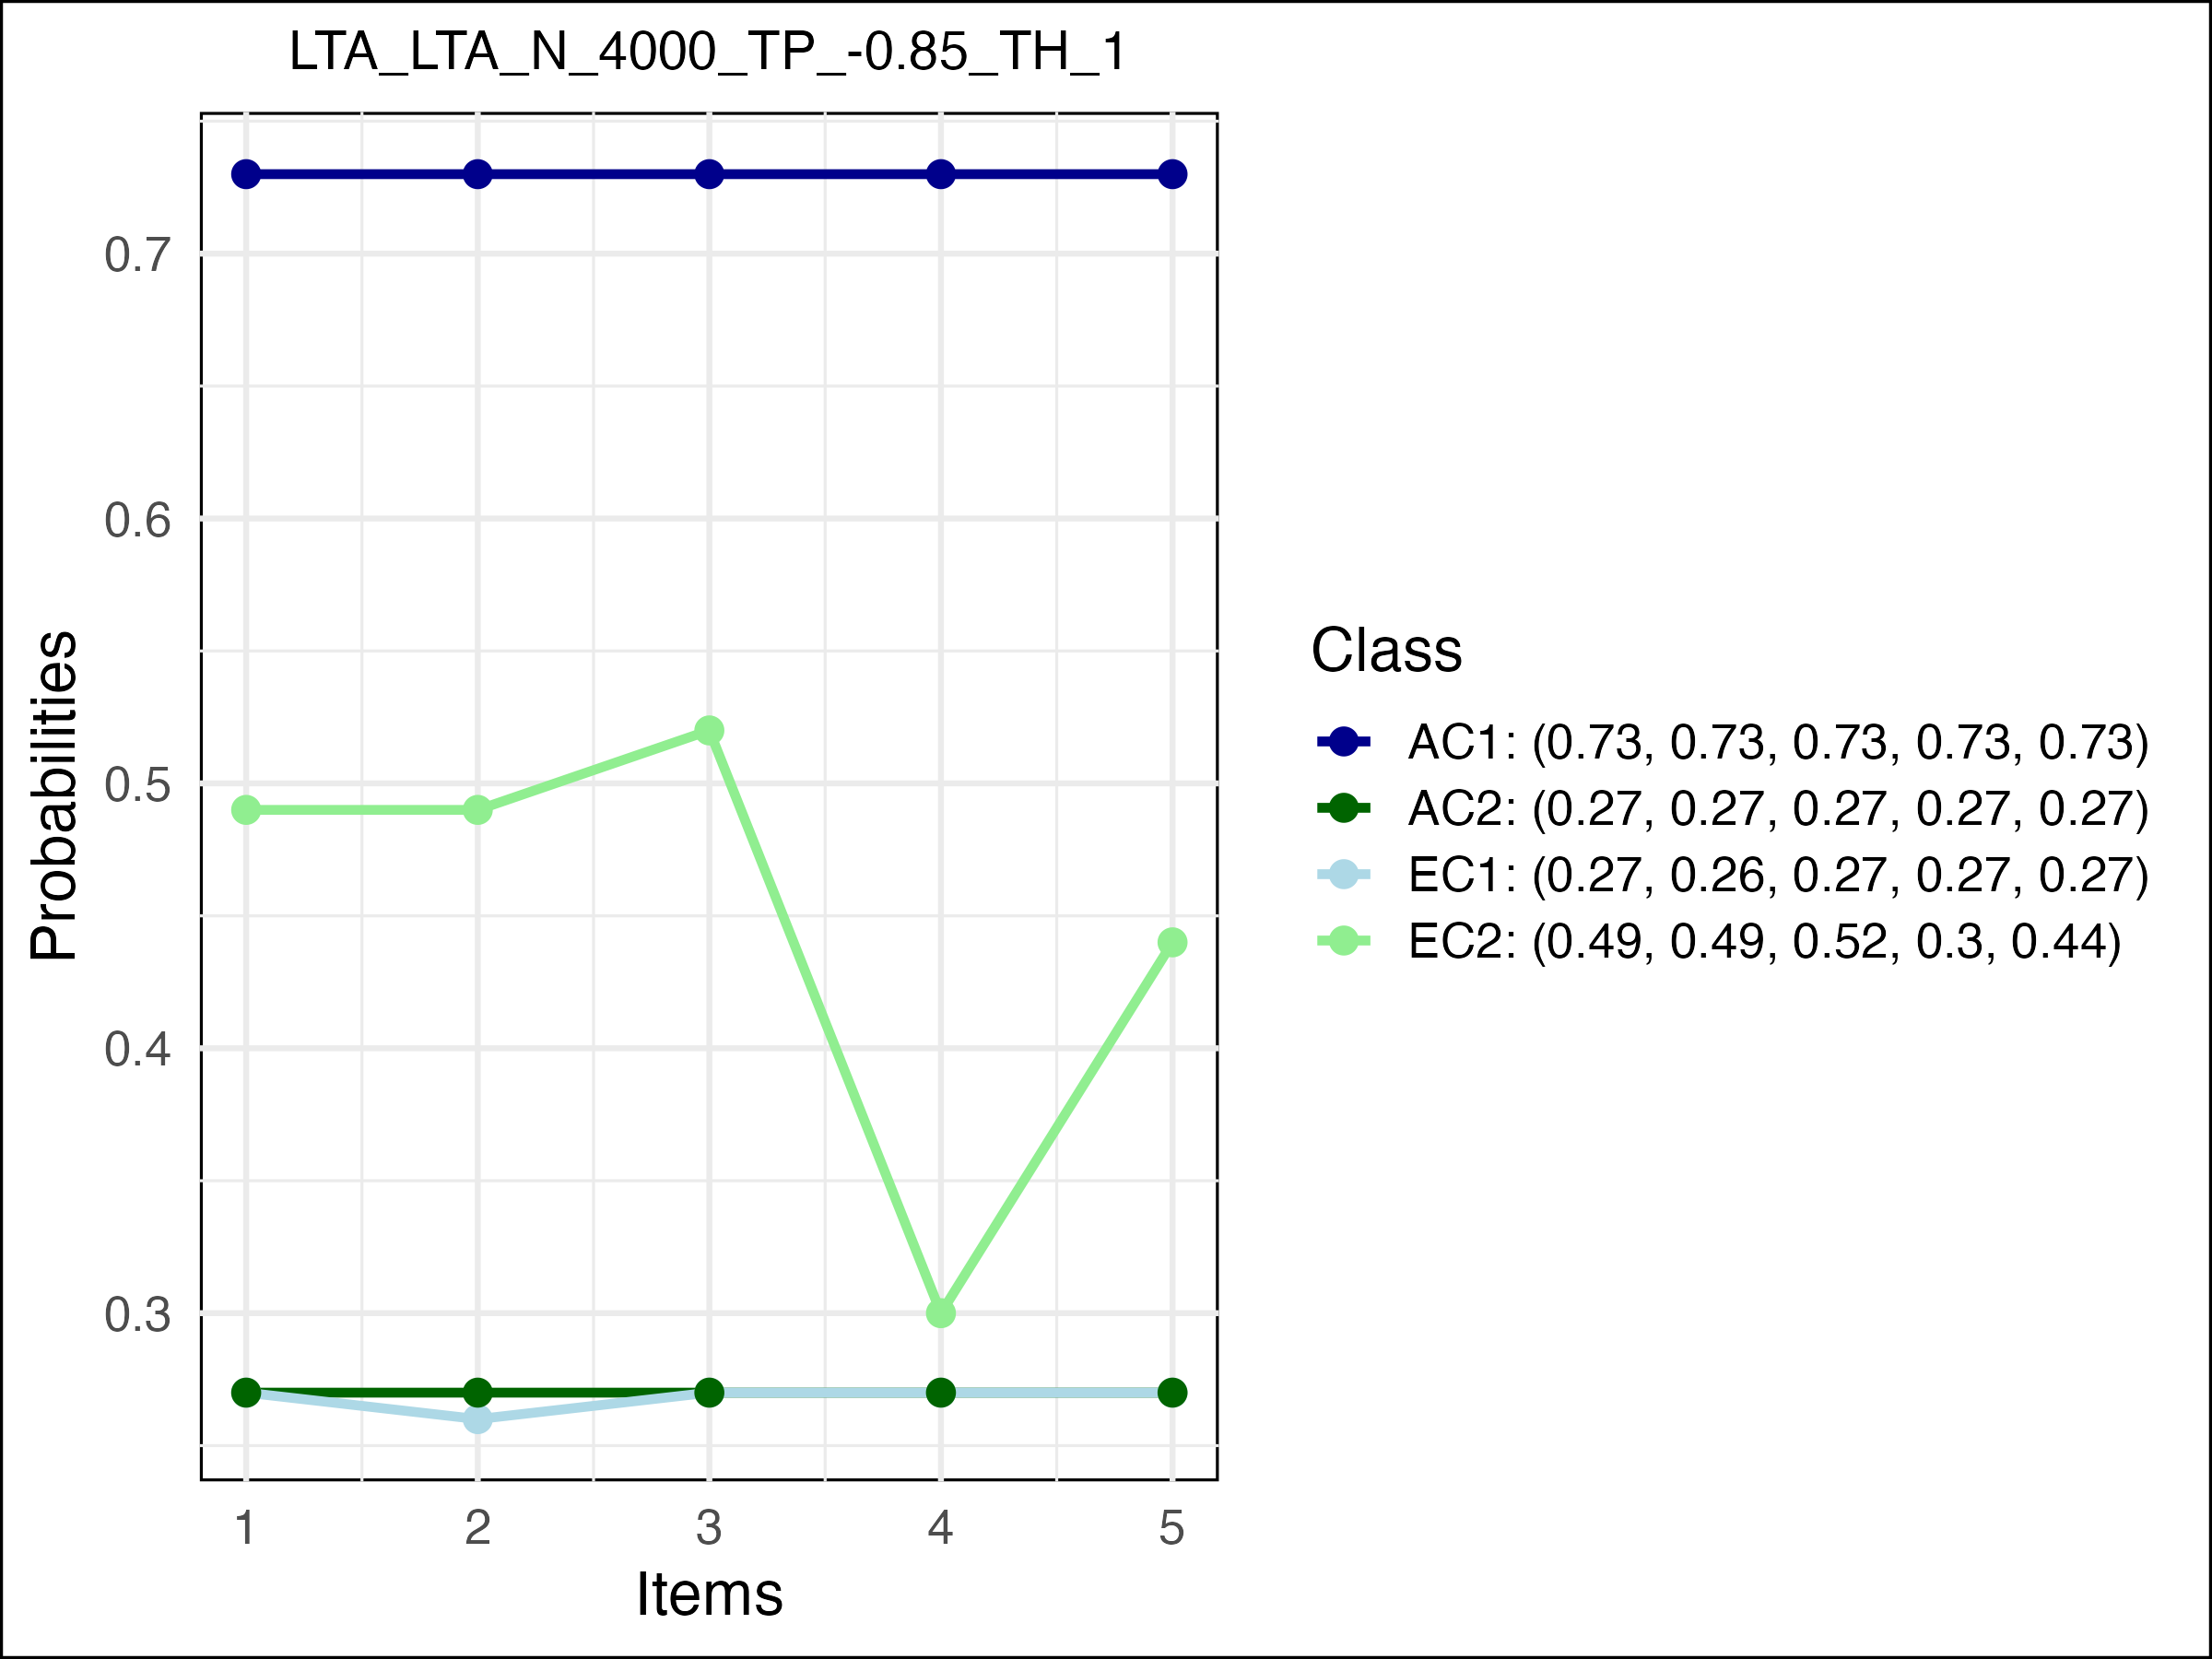 LTA_LTA_N_4000_TP_-0.85_TH_1
0.7
0.6
0.5
0.4
0.3
Probabilities
1 2 3 4 5
Items
Class
AC1: (0.73, 0.73, 0.73, 0.73, 0.73)
AC2: (0.27, 0.27, 0.27, 0.27, 0.27)
EC1: (0.27, 0.26, 0.27, 0.27, 0.27)
EC2: (0.49, 0.49, 0.52, 0.3, 0.44)